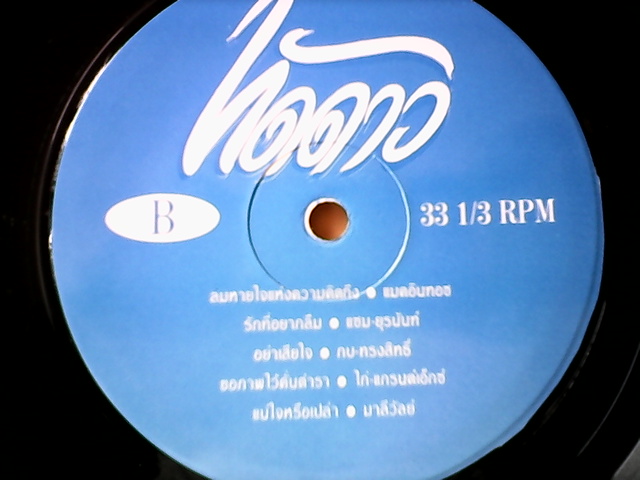 ใต้ดาว
B
33 1/3 RPM
ลมหายใจแห่งความคิดถึง ● แมคอินทอช
รักที่อยากลืม ● แซม-ยุรนันท์
อย่าเสียใจ ● กบ-ทรงสิทธิ์
ขอภาพไว้ดับตำรา ● ไก่-แกรนด์เอ็กซ์
แน่ใจหรือเปล่า ● มาลีวัลย์